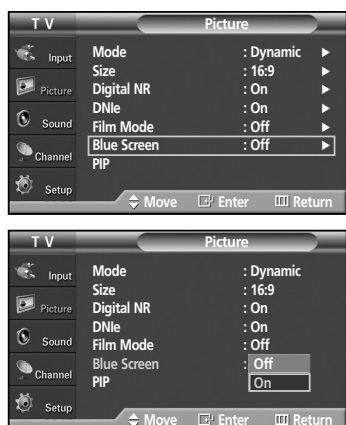 T V Picture
Input
Picture
Sound
Channel
Setup
Mode : Dynamic ►
Size : 16:9 ►
Digital NR : On ►
DNIe : On ►
Film Mode : Off ►
Blue Screen : Off ►
PIP
Move Enter Return
T V Picture
Input
Picture
Sound
Channel
Setup
Mode : Dynamic
Size : 16:9
Digital NR : On
DNIe : On
Film Mode : Off
Blue Screen : Off
PIP On
Move Enter Return